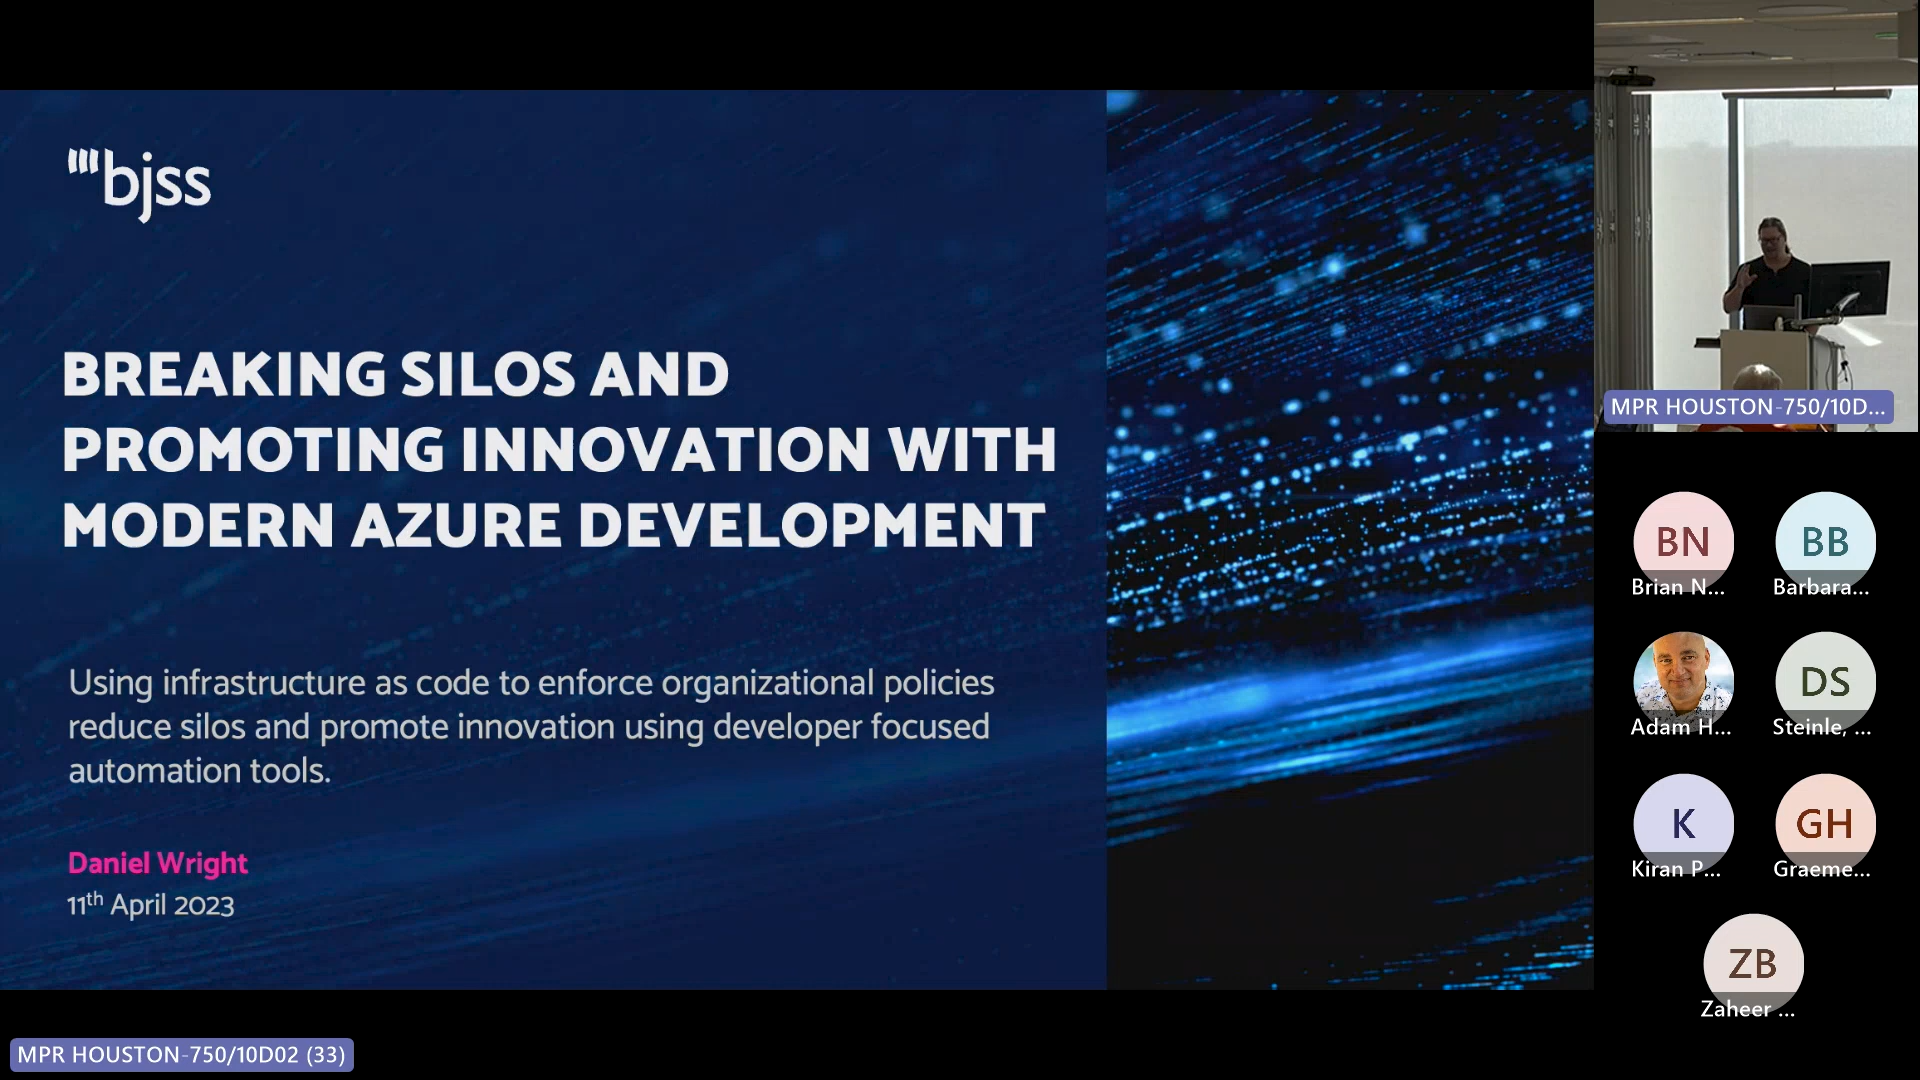 bjss
BREAKING SILOS AND
PROMOTING INNOVATION WITH
MODERN AZURE DEVELOPMENT
Using infrastructure as code to enforce organizational policies
reduce silos and promote innovation using developer focused
automation tools.
Daniel Wright
11th April 2023
MPR HOUSTON-750/10D02 (33)
MPR HOUSTON-750/10D...
BN
Brian N...
BB
Barbara...
Adam H...
DS
Steinle, ...
K
Kiran P...
GH
Graeme...
ZB
Zaheer ...